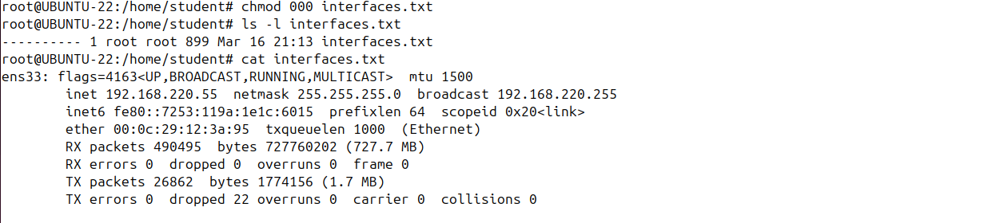 root@UBUNTU-22:/home/student# chmod 000 interfaces.txt
root@UBUNTU-22:/home/student# ls -l interfaces.txt
---------- 1 root root 899 Mar 16 21:13 interfaces.txt
root@UBUNTU-22:/home/student# cat interfaces.txt
ens33: flags=4163<UP,BROADCAST,RUNNING,MULTICAST>  mtu 1500
        inet 192.168.220.55  netmask 255.255.255.0  broadcast 192.168.220.255
        inet6 fe80::7253:119a:1e1c:6015  prefixlen 64  scopeid 0x20<link>
        ether 00:0c:29:12:3a:95  txqueuelen 1000  (Ethernet)
        RX packets 490495  bytes 727760202 (727.7 MB)
        RX errors 0  dropped 0  overruns 0  frame 0
        TX packets 26862  bytes 1774156 (1.7 MB)
        TX errors 0  dropped 22 overruns 0  carrier 0  collisions 0